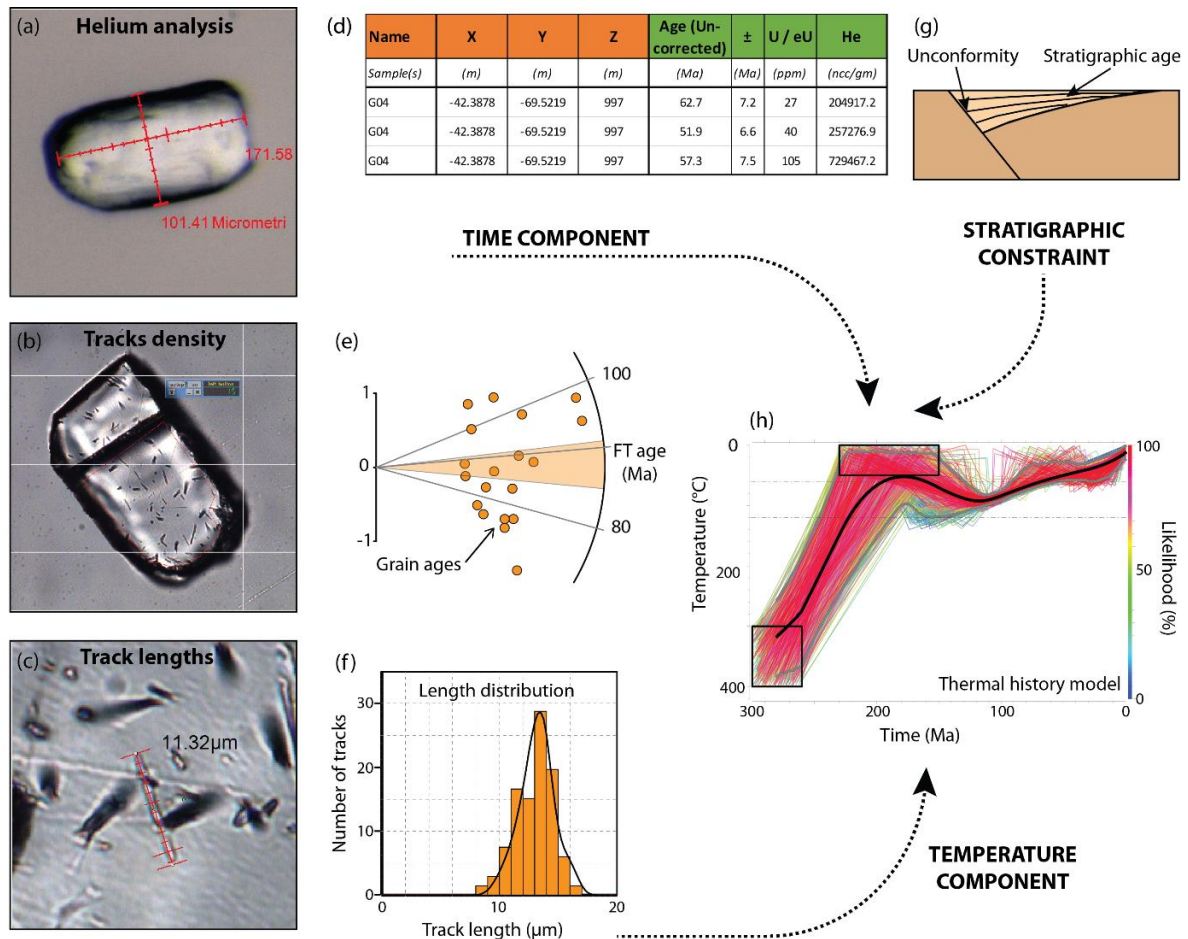 (a) Helium analysis
171.58
101.41 Micrometri
(b) Tracks density
(c) Track lengths
11.32µm
(d)
Name X Y Z Age (Un-corrected) ± U / eU He
Sample(s) (m) (m) (m) (Ma) (Ma) (ppm) (ncc/gm)
G04 -42.3878 -69.5219 997 62.7 7.2 27 204917.2
G04 -42.3878 -69.5219 997 51.9 6.6 40 257276.9
G04 -42.3878 -69.5219 997 57.3 7.5 105 729467.2
(g)
Unconformity
Stratigraphic age
TIME COMPONENT
STRATIGRAPHIC
CONSTRAINT
(e)
1
0
-1
100
FT age
(Ma)
80
Grain ages
(f)
Length distribution
Number of tracks
30
20
10
0
0 10 20
Track length (µm)
(h)
Temperature (°C)
0
200
400
300 200 100 0
Time (Ma)
Thermal history model
Likelihood (%)
100
50
0
TEMPERATURE
COMPONENT